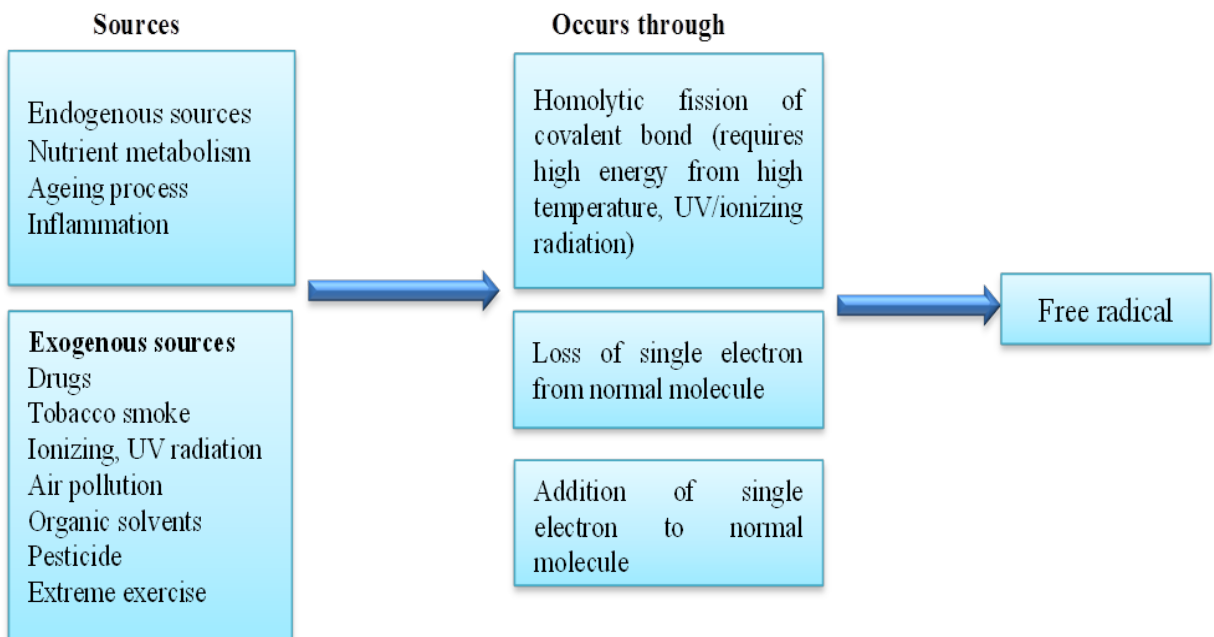 Sources
Endogenous sources
Nutrient metabolism
Ageing process
Inflammation
Exogenous sources
Drugs
Tobacco smoke
Ionizing, UV radiation
Air pollution
Organic solvents
Pesticide
Extreme exercise
Occurs through
Homolytic fission of
covalent bond (requires
high energy from high
temperature, UV/ionizing
radiation)
Loss of single electron
from normal molecule
Addition of single
electron to normal
molecule
Free radical